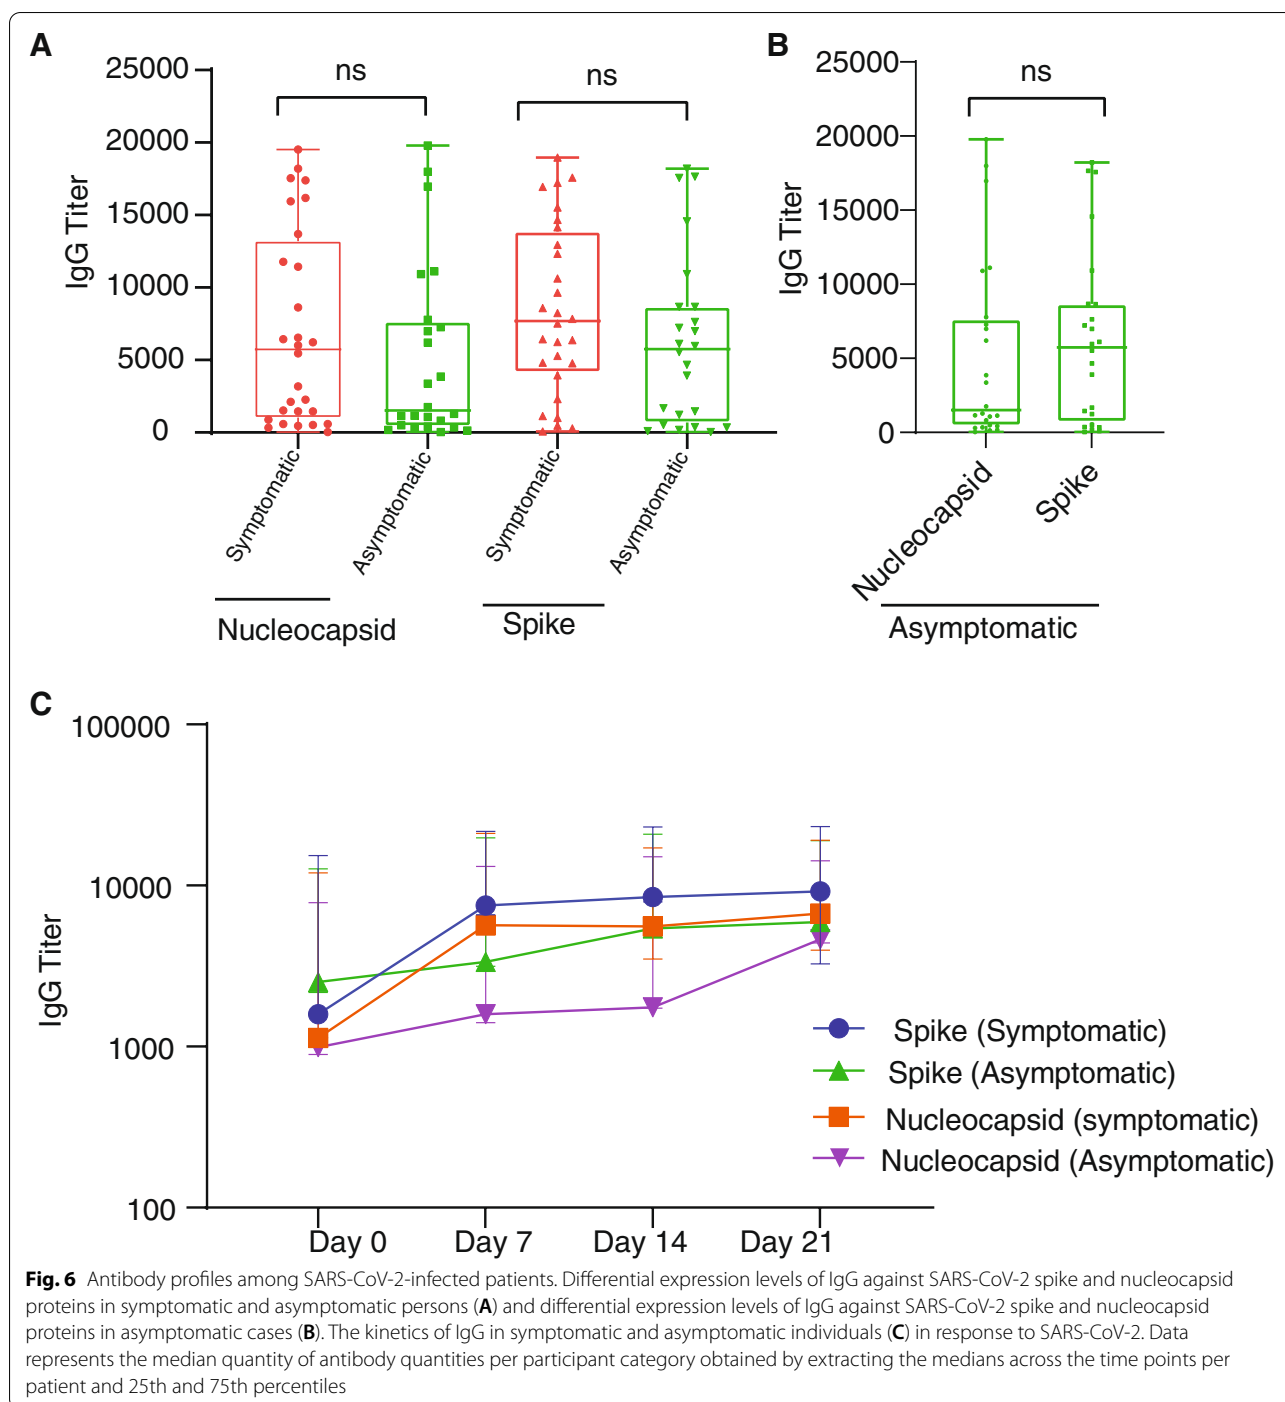 A
25000
20000
15000
10000
5000
0
IgG Titer
ns
ns
Symptomatic
Asymptomatic
Symptomatic
Asymptomatic
Nucleocapsid
Spike
B
25000
20000
15000
10000
5000
0
IgG Titer
ns
Nucleocapsid
Spike
Asymptomatic
C
100000
10000
1000
100
IgG Titer
Day 0
Day 7
Day 14
Day 21
Spike (Symptomatic)
Spike (Asymptomatic)
Nucleocapsid (symptomatic)
Nucleocapsid (Asymptomatic)
Fig. 6 Antibody profiles among SARS-CoV-2-infected patients. Differential expression levels of IgG against SARS-CoV-2 spike and nucleocapsid
proteins in symptomatic and asymptomatic persons (A) and differential expression levels of IgG against SARS-CoV-2 spike and nucleocapsid
proteins in asymptomatic cases (B). The kinetics of IgG in symptomatic and asymptomatic individuals (C) in response to SARS-CoV-2. Data
represents the median quantity of antibody quantities per participant category obtained by extracting the medians across the time points per
patient and 25th and 75th percentiles